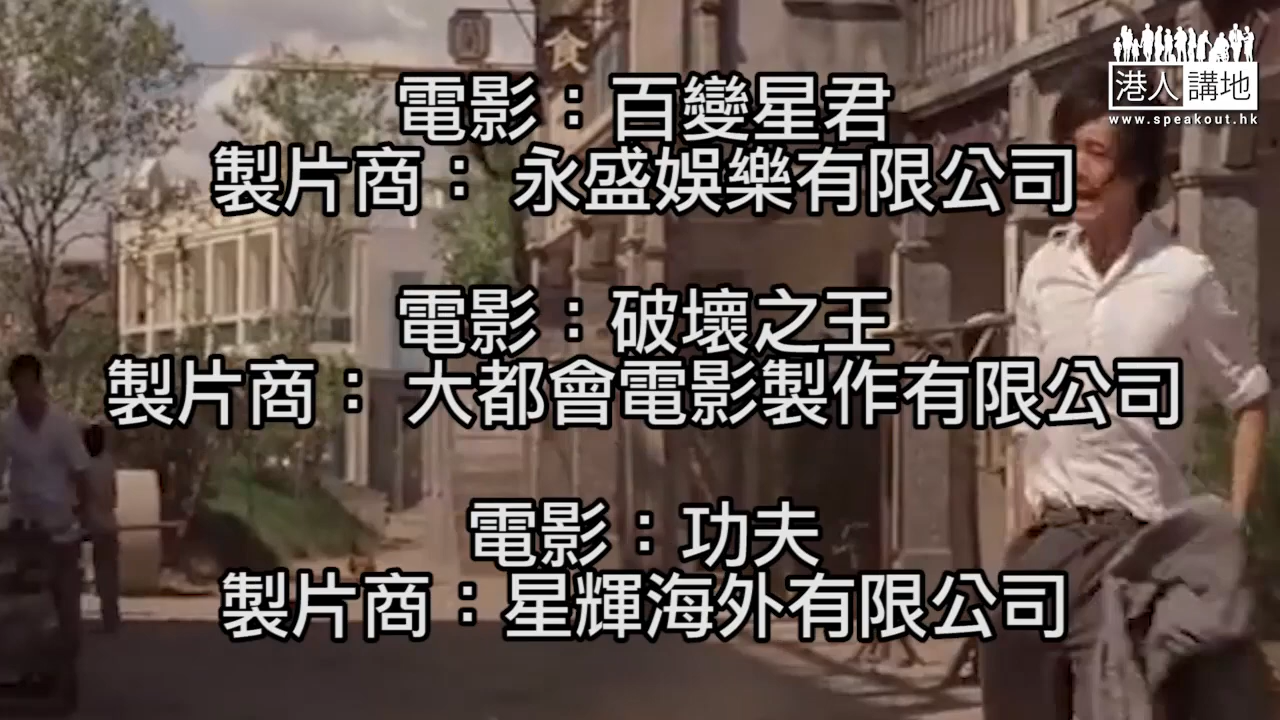 食
港人講地
www.speakout.hk
電影：百變星君
製片商： 永盛娛樂有限公司
電影：破壞之王
製片商： 大都會電影製作有限公司
電影：功夫
製片商：星輝海外有限公司